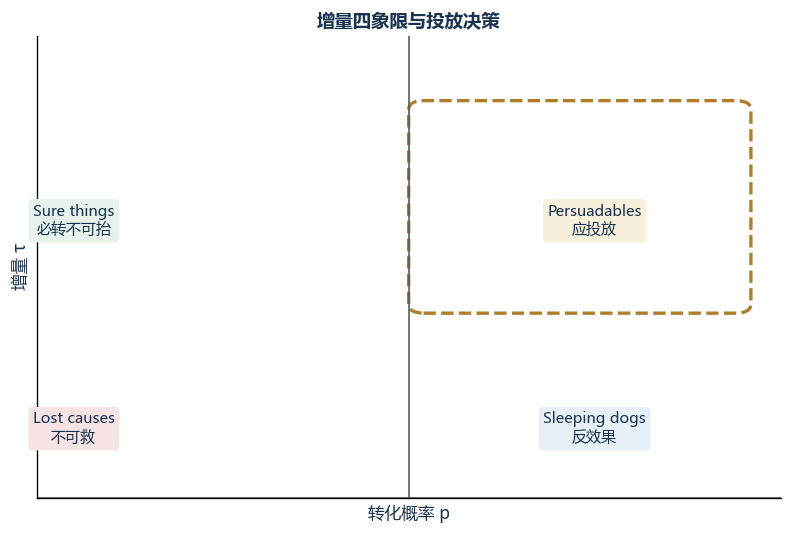 增量四象限与投放决策
Sure things
必转不可抬
Persuadables
应投放
增量 τ
Lost causes
不可救
Sleeping dogs
反效果
转化概率 p